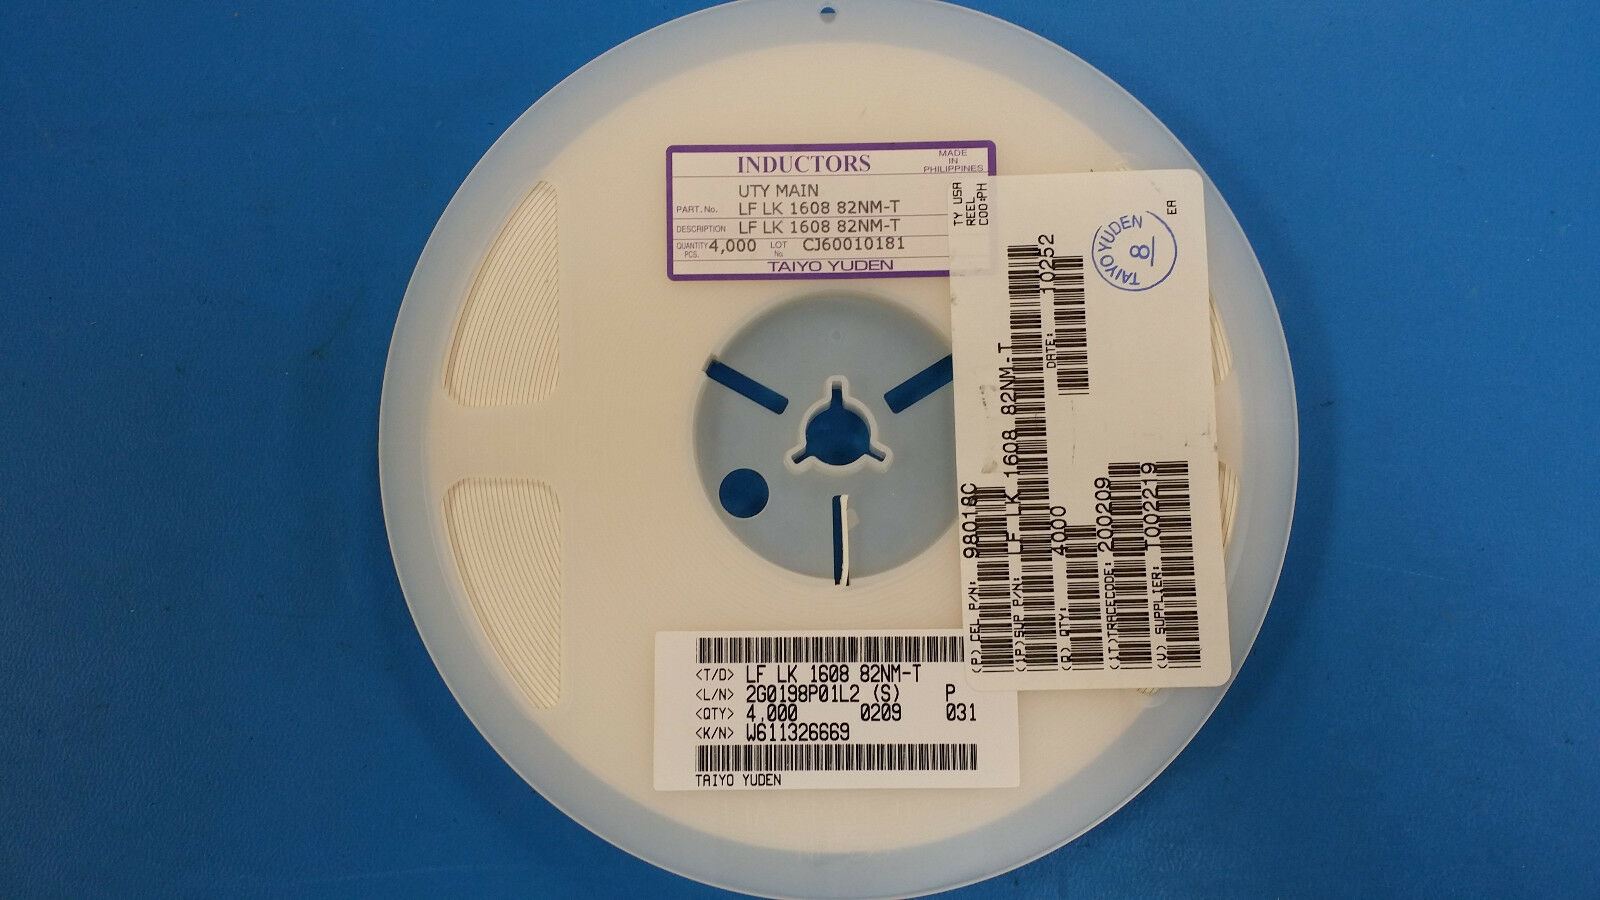 INDUCTORS
MADE
IN
PHILIPPINES
UTY MAIN
PART. No. LF LK 1608 82NM-T
DESCRIPTION LF LK 1608 82NM-T
QUANTITY PCS. 4,000 LOT No. CJ60010181
TAIYO YUDEN
TY USA
REEL
COO:PH
TAIYO YUDEN
8
ER
DATE: 10252
(P) CEL P/N: 98018C
(1P)SUP P/N: LF LK 1608 82NM-T
(Q) QTY: 4000
(1T)TRACECODE: 200209
(V) SUPPLIER: T002219
<T/D> LF LK 1608 82NM-T
<L/N> 2G0198P01L2 (S) P
<QTY> 4,000 0209 031
<K/N> W611326669
TAIYO YUDEN